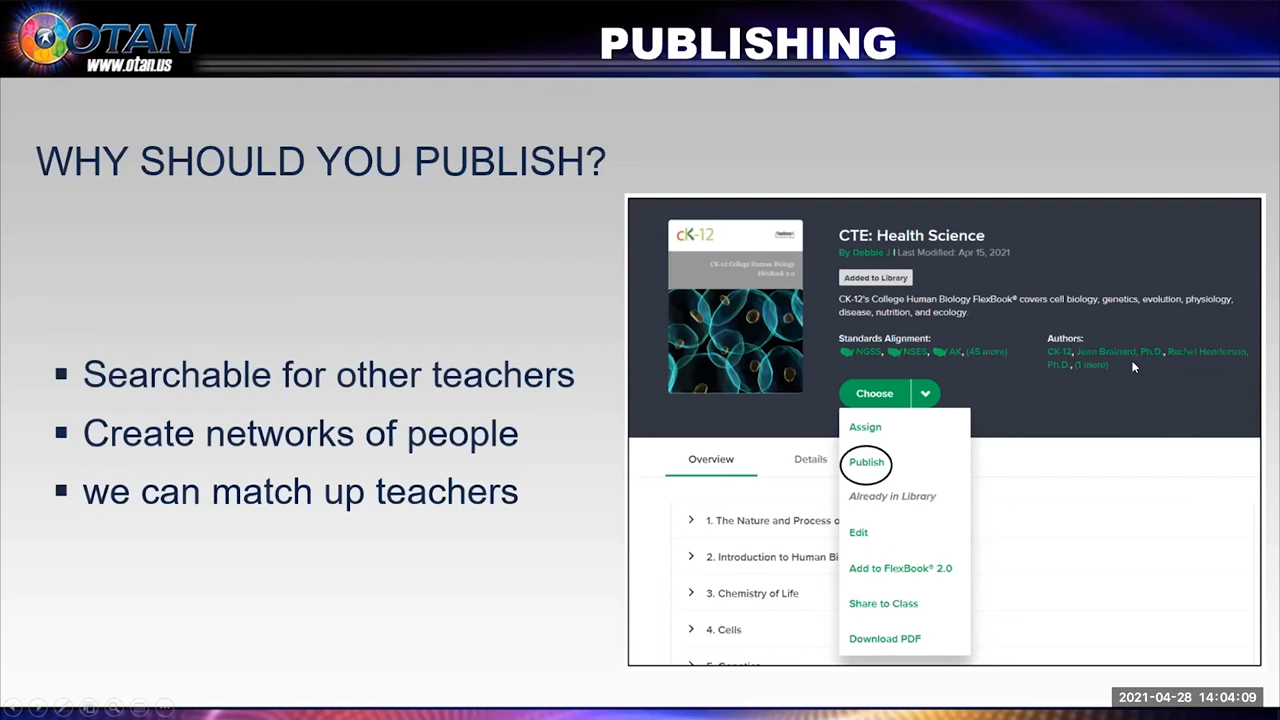 OTAN
www.otan.us
PUBLISHING
WHY SHOULD YOU PUBLISH?
▪ Searchable for other teachers
▪ Create networks of people
▪ we can match up teachers
cK-12
CK-12 College Human Biology
FlexBook 2.0
CTE: Health Science
By Debbie J | Last Modified: Apr 15, 2021
Added to Library
CK-12's College Human Biology FlexBook® covers cell biology, genetics, evolution, physiology,
disease, nutrition, and ecology.
Standards Alignment:
NGSS, NSES, AK, (45 more)
Authors:
CK-12, Jean Brainard, Ph.D., Rachel Henderson,
Ph.D., (1 more)
Choose
Assign
Publish
Already in Library
Edit
Add to FlexBook® 2.0
Share to Class
Download PDF
Overview
Details
1. The Nature and Process o
2. Introduction to Human Bi
3. Chemistry of Life
4. Cells
2021-04-28 14:04:09